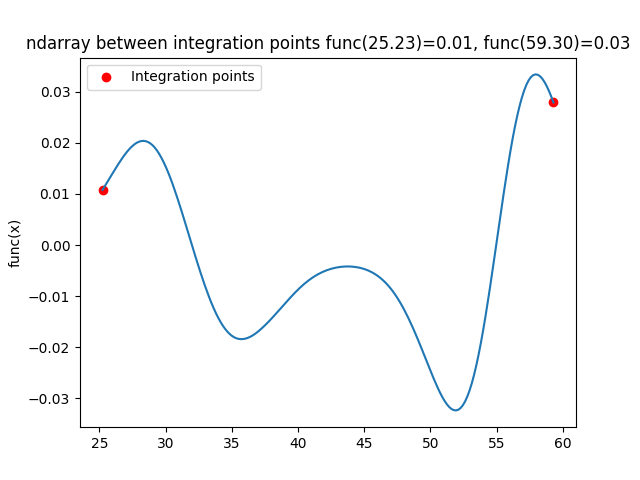 ndarray between integration points func(25.23)=0.01, func(59.30)=0.03
Integration points
0.03
0.02
0.01
0.00
−0.01
−0.02
−0.03
func(x)
25 30 35 40 45 50 55 60